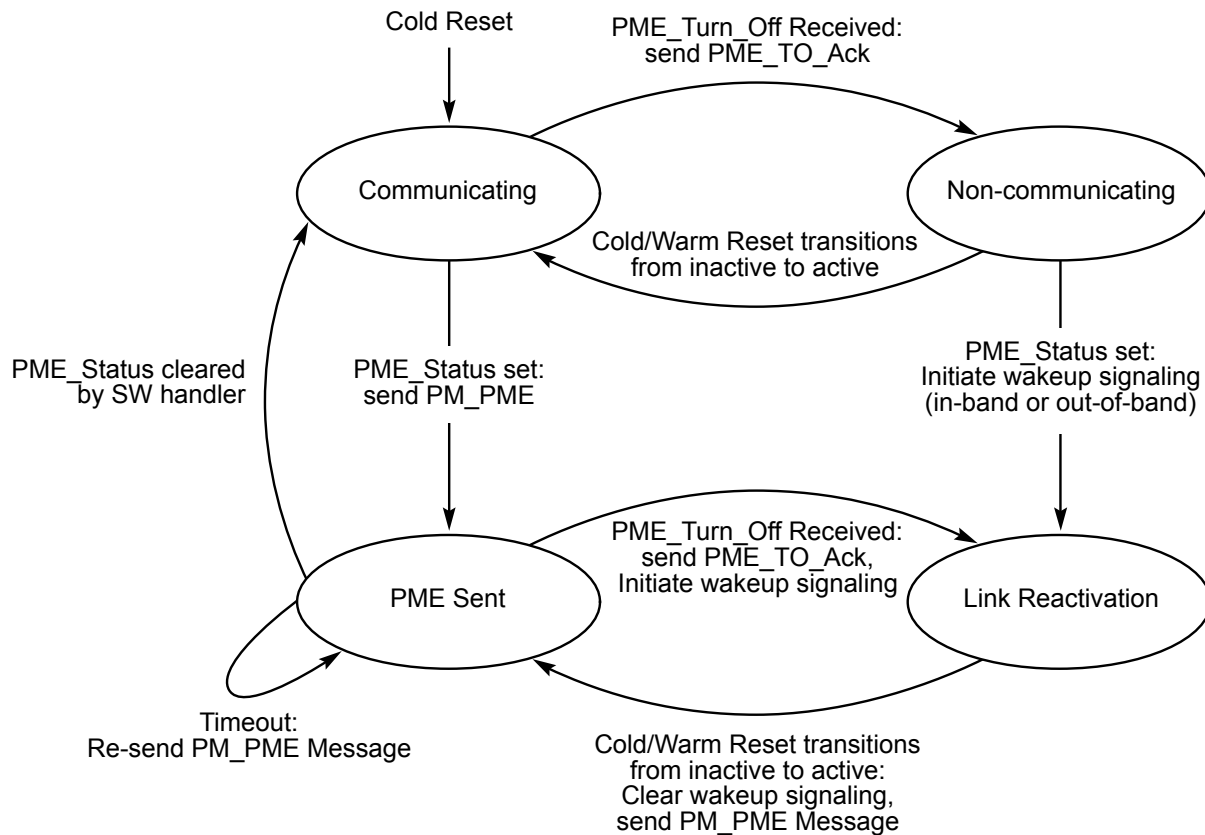 Cold Reset
PME_Turn_Off Received:
send PME_TO_Ack
Communicating
Non-communicating
Cold/Warm Reset transitions
from inactive to active
PME_Status cleared
by SW handler
PME_Status set:
send PM_PME
PME_Status set:
Initiate wakeup signaling
(in-band or out-of-band)
PME_Turn_Off Received:
send PME_TO_Ack,
Initiate wakeup signaling
PME Sent
Link Reactivation
Timeout:
Re-send PM_PME Message
Cold/Warm Reset transitions
from inactive to active:
Clear wakeup signaling,
send PM_PME Message